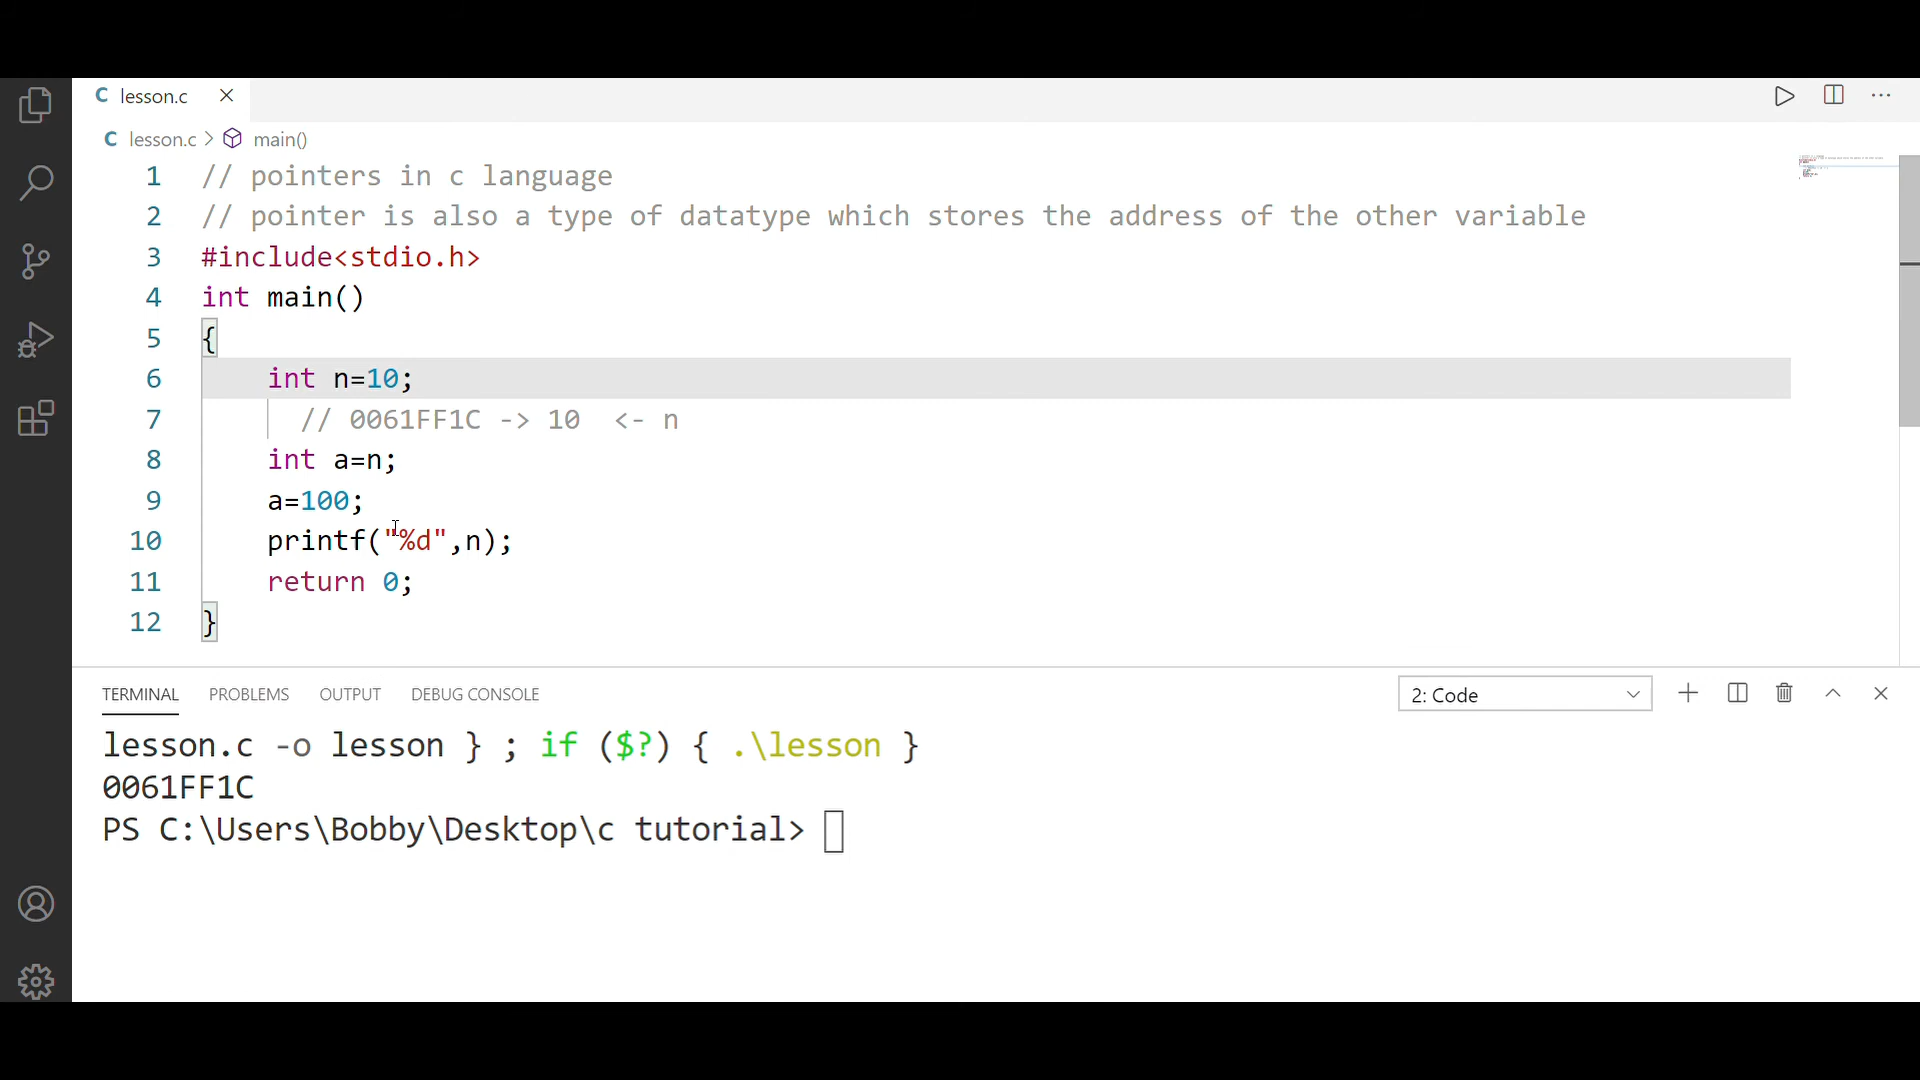 C lesson.c
C lesson.c > main()
1 // pointers in c language
2 // pointer is also a type of datatype which stores the address of the other variable
3 #include<stdio.h>
4 int main()
5 {
6 int n=10;
7 // 0061FF1C -> 10 <- n
8 int a=n;
9 a=100;
10 printf("%d",n);
11 return 0;
12 }
TERMINAL PROBLEMS OUTPUT DEBUG CONSOLE 2: Code
lesson.c -o lesson } ; if ($?) { .\lesson }
0061FF1C
PS C:\Users\Bobby\Desktop\c tutorial>